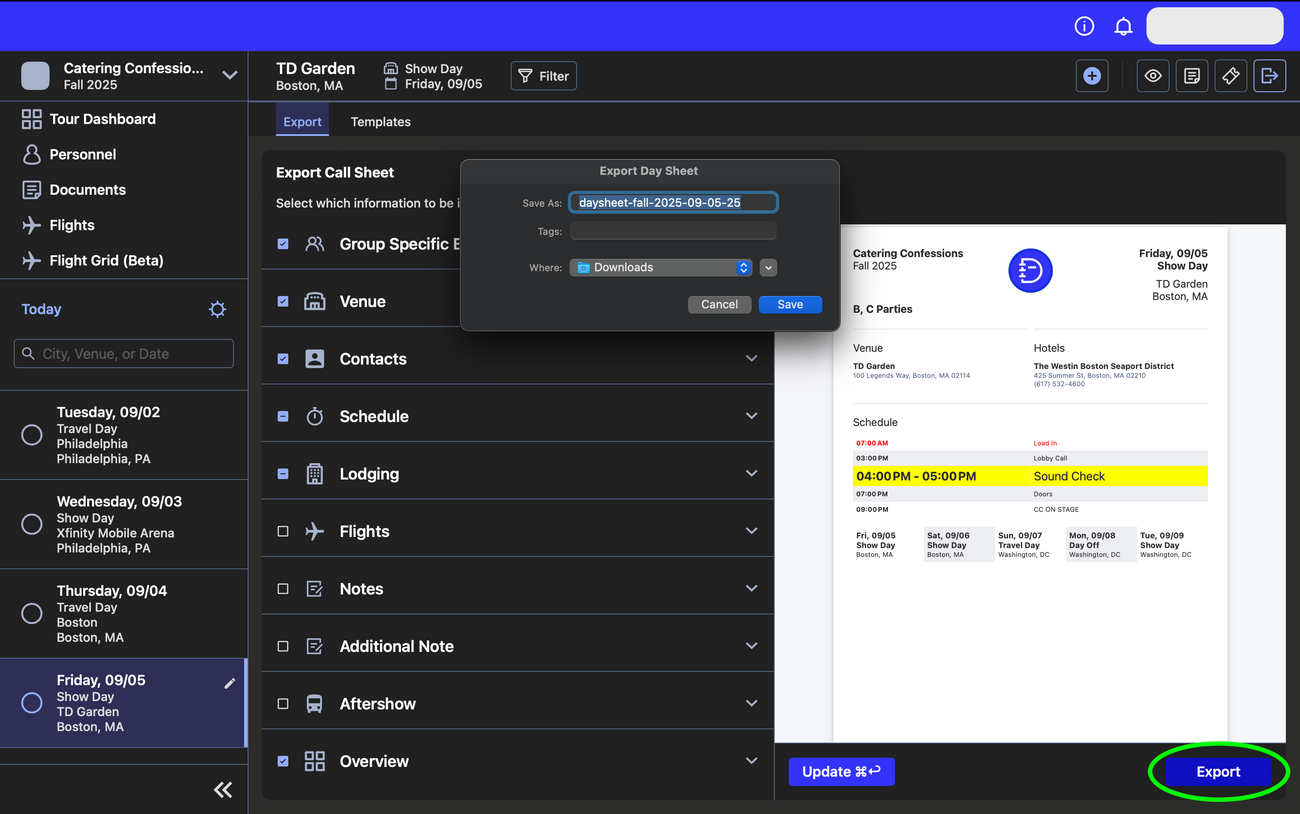 Catering Confessio...
Fall 2025
TD Garden
Boston, MA
Show Day
Friday, 09/05
Filter
Tour Dashboard
Personnel
Documents
Flights
Flight Grid (Beta)
Today
City, Venue, or Date
Tuesday, 09/02
Travel Day
Philadelphia
Philadelphia, PA
Wednesday, 09/03
Show Day
Xfinity Mobile Arena
Philadelphia, PA
Thursday, 09/04
Travel Day
Boston
Boston, MA
Friday, 09/05
Show Day
TD Garden
Boston, MA
Export
Templates
Export Call Sheet
Select which information to be i
Group Specific E
Venue
Contacts
Schedule
Lodging
Flights
Notes
Additional Note
Aftershow
Overview
Export Day Sheet
Save As: daysheet-fall-2025-09-05-25
Tags:
Where: Downloads
Cancel
Save
Catering Confessions
Fall 2025
Friday, 09/05
Show Day
TD Garden
Boston, MA
B, C Parties
Venue
TD Garden
100 Legends Way, Boston, MA 02114
Hotels
The Westin Boston Seaport District
425 Summer St, Boston, MA 02210
(617) 532-4600
Schedule
07:00 AM Load In
03:00 PM Lobby Call
04:00 PM - 05:00 PM Sound Check
07:00 PM Doors
09:00 PM CC ON STAGE
Fri, 09/05
Show Day
Boston, MA
Sat, 09/06
Show Day
Boston, MA
Sun, 09/07
Travel Day
Washington, DC
Mon, 09/08
Day Off
Washington, DC
Tue, 09/09
Show Day
Washington, DC
Update ⌘↩
Export